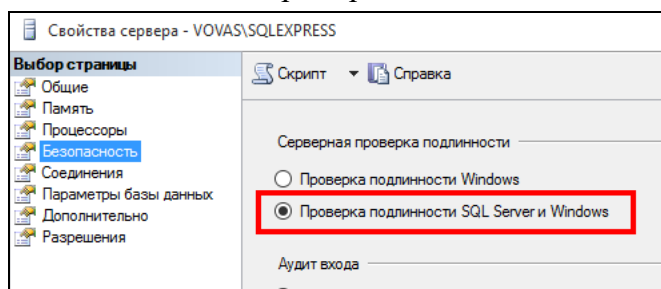 Свойства сервера - VOVAS\SQLEXPRESS
Выбор страницы
Общие
Память
Процессоры
Безопасность
Соединения
Параметры базы данных
Дополнительно
Разрешения
Скрипт
Справка
Серверная проверка подлинности
Проверка подлинности Windows
Проверка подлинности SQL Server и Windows
Аудит входа